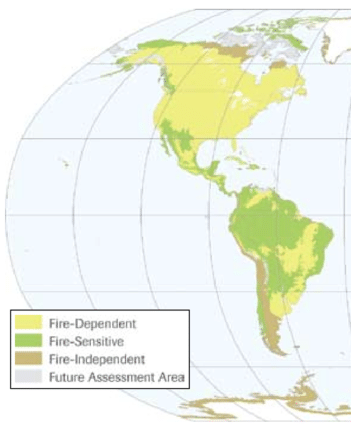 Fire-Dependent
Fire-Sensitive
Fire-Independent
Future Assessment Area